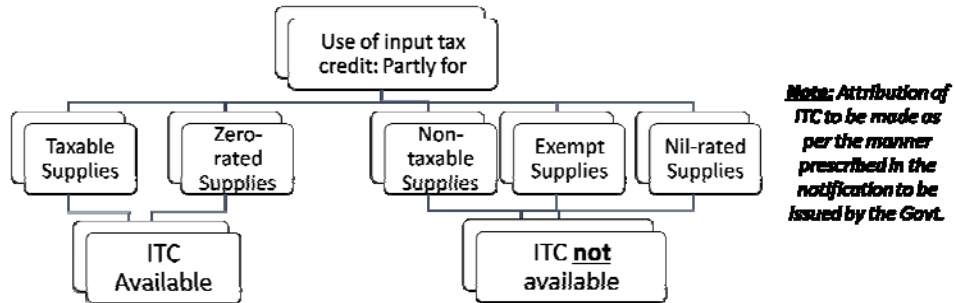 Use of input tax
credit: Partly for
Taxable
Supplies
Zero-
rated
Supplies
Non-
taxable
Supplies
Exempt
Supplies
Nil-rated
Supplies
ITC
Available
ITC not
available
Note: Attribution of
ITC to be made as
per the manner
prescribed in the
notification to be
issued by the Govt.